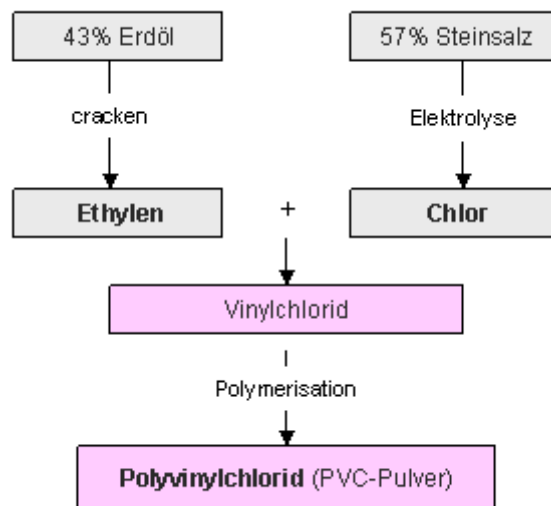 43% Erdöl
57% Steinsalz
cracken
Elektrolyse
Ethylen
+
Chlor
Vinylchlorid
Polymerisation
Polyvinylchlorid (PVC-Pulver)